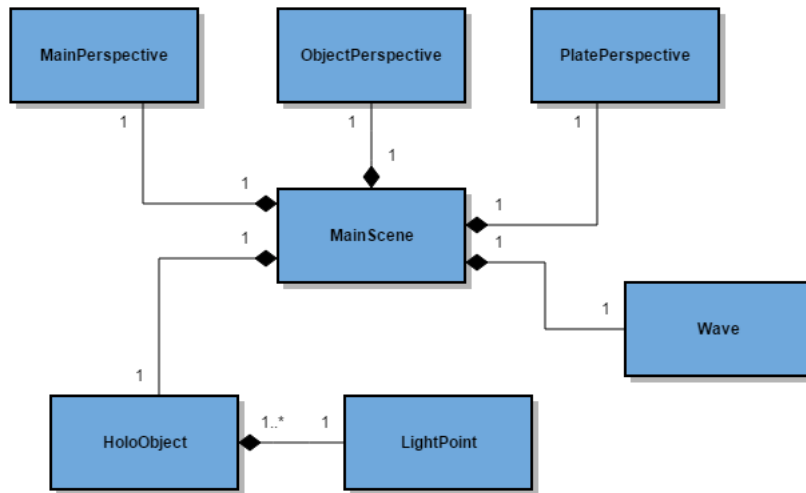 MainPerspective
ObjectPerspective
PlatePerspective
1
1
1
1
1
1
MainScene
1
1
1
Wave
1
HoloObject
1..*
1
LightPoint